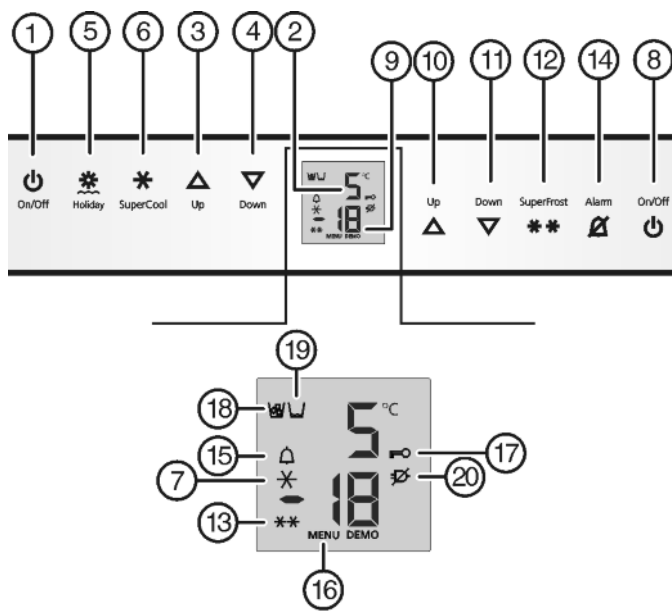 1 5 6 3 4 2 9 10 11 12 14 8
5 °C
Up Down SuperFrost Alarm On/Off
On/Off Holiday SuperCool Up Down
18
MENU DEMO
19
18 5 °C
15 17
7 20
13 18
MENU DEMO
16